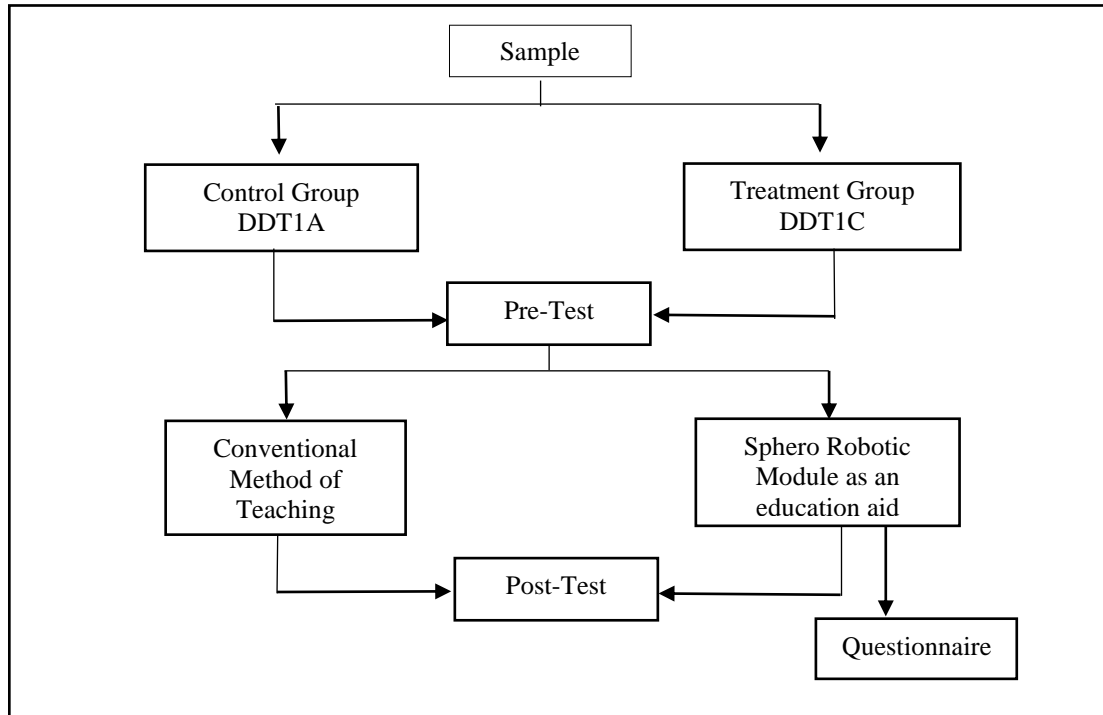 Sample
Control Group
DDT1A
Treatment Group
DDT1C
Pre-Test
Conventional
Method of
Teaching
Sphero Robotic
Module as an
education aid
Post-Test
Questionnaire